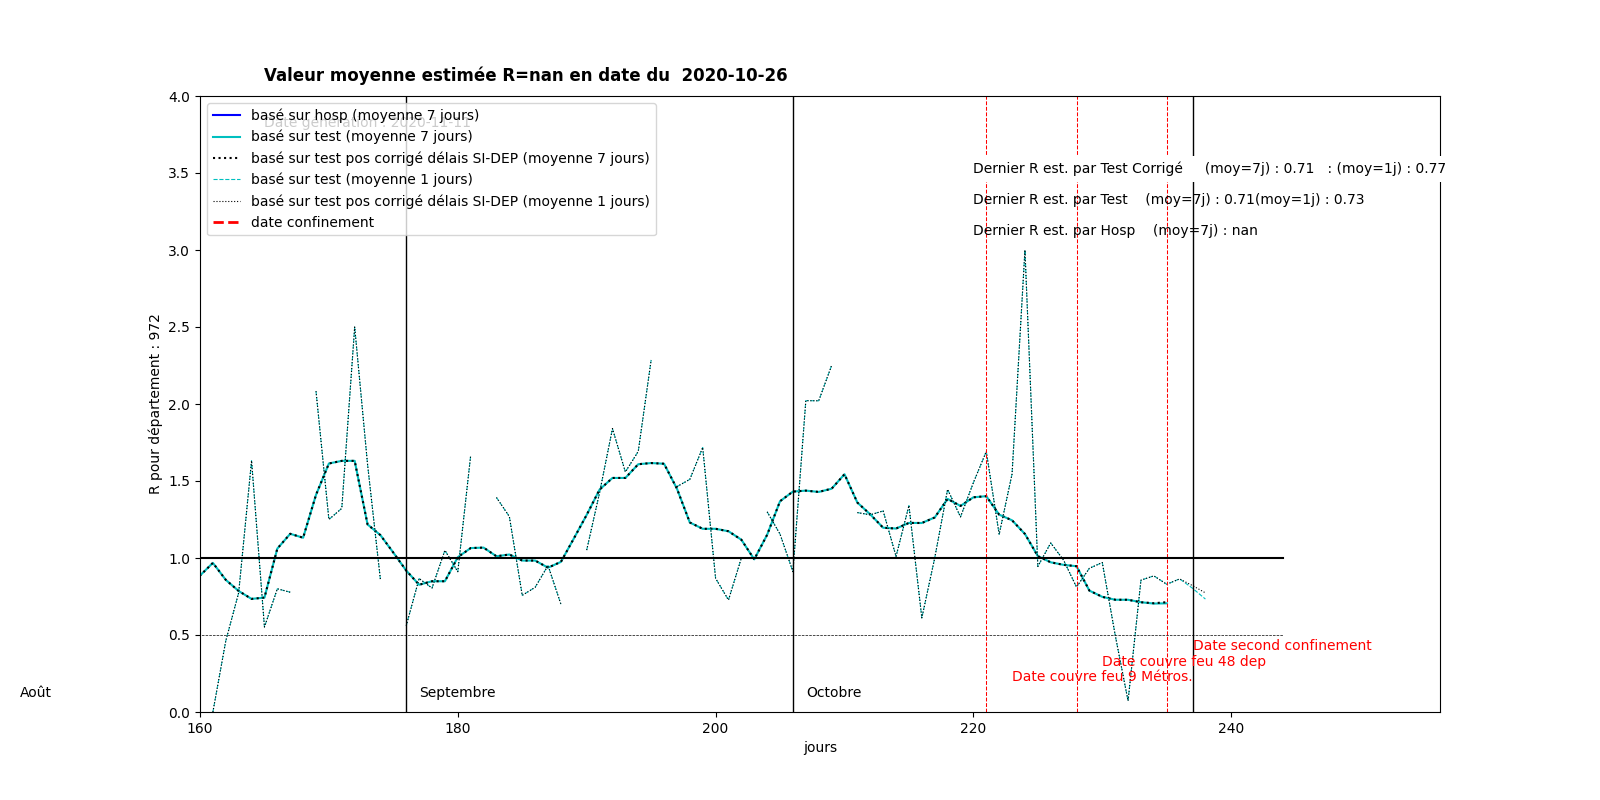 Valeur moyenne estimée R=nan en date du  2020-10-26
Date génération : 2020-11-11
basé sur hosp (moyenne 7 jours)
basé sur test (moyenne 7 jours)
basé sur test pos corrigé délais SI-DEP (moyenne 7 jours)
basé sur test (moyenne 1 jours)
basé sur test pos corrigé délais SI-DEP (moyenne 1 jours)
date confinement
Dernier R est. par Test Corrigé     (moy=7j) : 0.71   : (moy=1j) : 0.77
Dernier R est. par Test    (moy=7j) : 0.71(moy=1j) : 0.73
Dernier R est. par Hosp    (moy=7j) : nan
4.0
3.5
3.0
2.5
2.0
1.5
1.0
0.5
0.0
R pour département : 972
Date second confinement
Date couvre feu 48 dep
Date couvre feu 9 Métros.
Août
Septembre
Octobre
160
180
200
220
240
jours